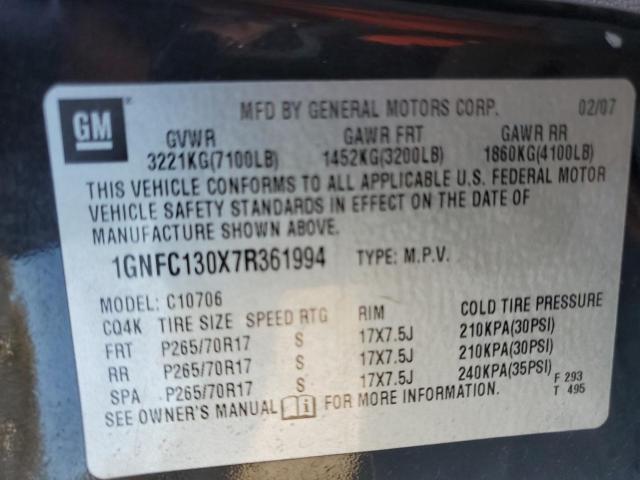 GM
MFD BY GENERAL MOTORS CORP. 02/07
GVWR GAWR FRT GAWR RR
3221KG(7100LB) 1452KG(3200LB) 1860KG(4100LB)
THIS VEHICLE CONFORMS TO ALL APPLICABLE U.S. FEDERAL MOTOR
VEHICLE SAFETY STANDARDS IN EFFECT ON THE DATE OF
MANUFACTURE SHOWN ABOVE.
1GNFC130X7R361994 TYPE: M.P.V.
MODEL: C10706
CQ4K TIRE SIZE SPEED RTG RIM COLD TIRE PRESSURE
FRT P265/70R17 S 17X7.5J 210KPA(30PSI)
RR P265/70R17 S 17X7.5J 210KPA(30PSI)
SPA P265/70R17 S 17X7.5J 240KPA(35PSI)
SEE OWNER'S MANUAL FOR MORE INFORMATION.
F 293
T 495